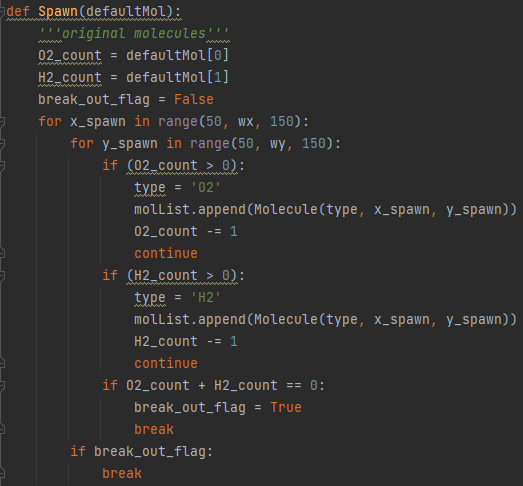 def Spawn(defaultMol):
    '''original molecules'''
    O2_count = defaultMol[0]
    H2_count = defaultMol[1]
    break_out_flag = False
    for x_spawn in range(50, wx, 150):
        for y_spawn in range(50, wy, 150):
            if (O2_count > 0):
                type = 'O2'
                molList.append(Molecule(type, x_spawn, y_spawn))
                O2_count -= 1
                continue
            if (H2_count > 0):
                type = 'H2'
                molList.append(Molecule(type, x_spawn, y_spawn))
                H2_count -= 1
                continue
            if O2_count + H2_count == 0:
                break_out_flag = True
                break
        if break_out_flag:
            break